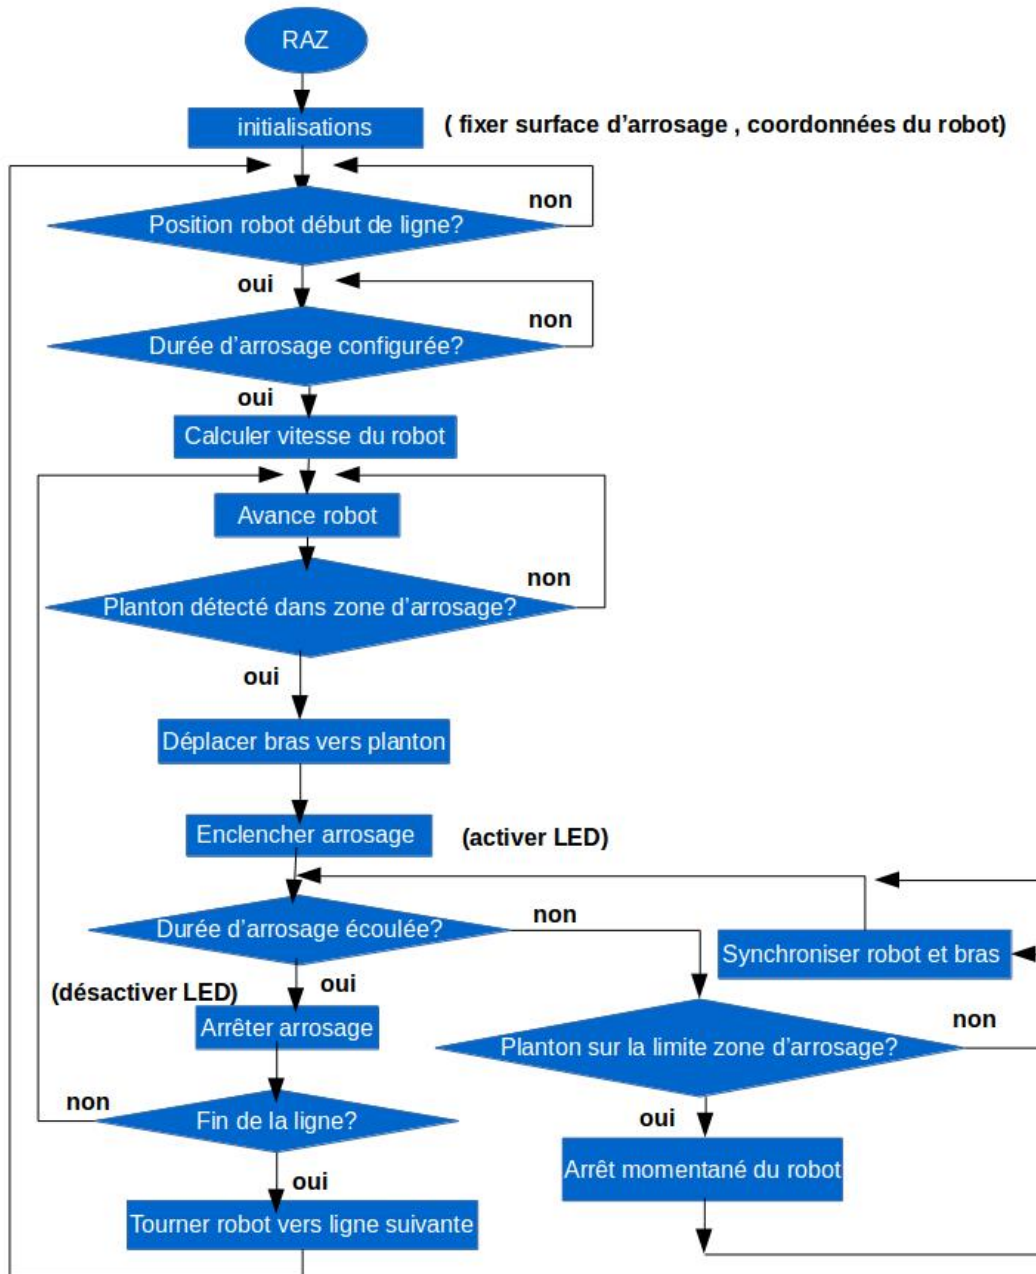 RAZ
initialisations
( fixer surface d'arrosage , coordonnées du robot)
non
Position robot début de ligne?
oui
non
Durée d'arrosage configurée?
oui
Calculer vitesse du robot
Avance robot
non
Planton détecté dans zone d'arrosage?
oui
Déplacer bras vers planton
Enclencher arrosage
(activer LED)
Durée d'arrosage écoulée?
non
Synchroniser robot et bras
(désactiver LED)
oui
Arrêter arrosage
non
Planton sur la limite zone d'arrosage?
non
Fin de la ligne?
oui
Arrêt momentané du robot
oui
Tourner robot vers ligne suivante